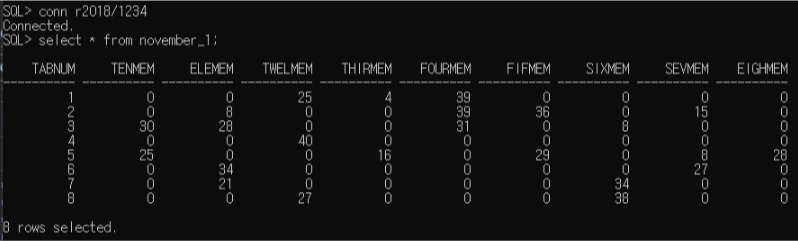 SQL> conn r2018/1234
Connected.
SQL> select * from november_1;
TABNUM TENMEM ELEMEM TWELMEM THIRMEM FOURMEM FIFMEM SIXMEM SEVMEM EIGHMEM
---------- ---------- ---------- ---------- ---------- ---------- ---------- ---------- ---------- ----------
1 0 0 25 4 39 0 0 0 0
2 0 8 0 0 39 36 0 15 0
3 30 28 0 0 31 0 8 0 0
4 0 0 40 0 0 0 0 0 0
5 25 0 0 16 0 29 0 8 28
6 0 34 0 0 0 0 0 27 0
7 0 21 0 0 0 0 34 0 0
8 0 0 27 0 0 0 38 0 0
8 rows selected.